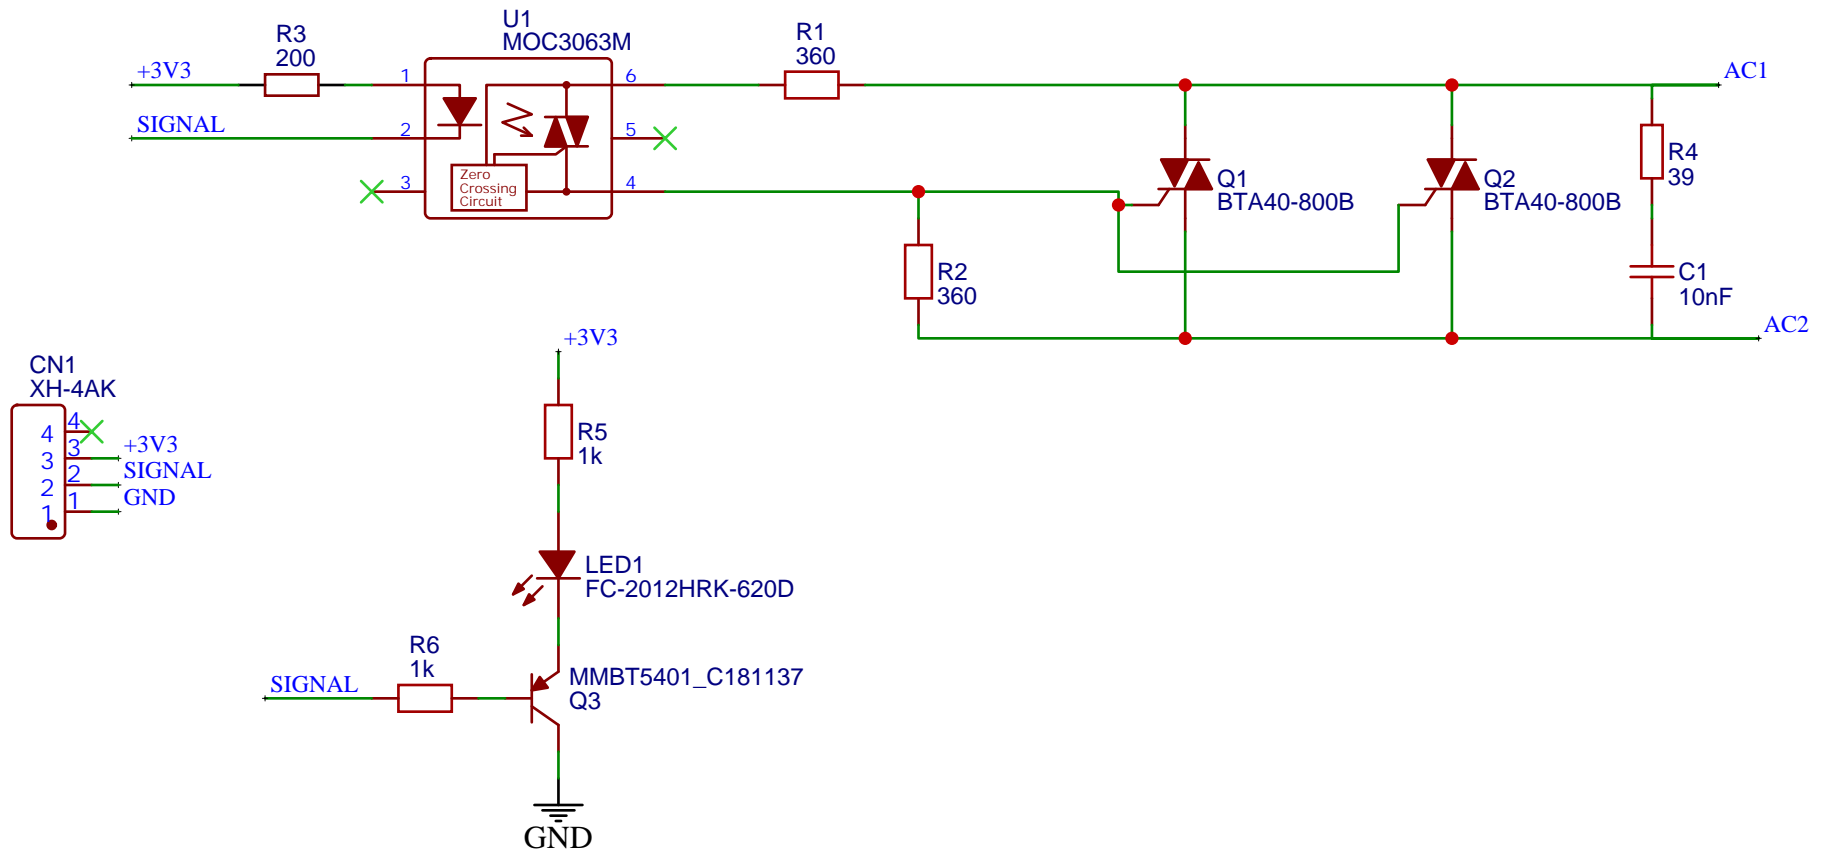 U1
MOC3063M
R3
200
R1
360
+3V3
1
6
AC1
SIGNAL
2
5
3
4
Zero
Crossing
Circuit
Q1
BTA40-800B
Q2
BTA40-800B
R4
39
R2
360
C1
10nF
AC2
+3V3
CN1
XH-4AK
4
4
3
3
+3V3
2
2
SIGNAL
1
1
GND
R5
1k
LED1
FC-2012HRK-620D
R6
1k
SIGNAL
MMBT5401_C181137
Q3
GND